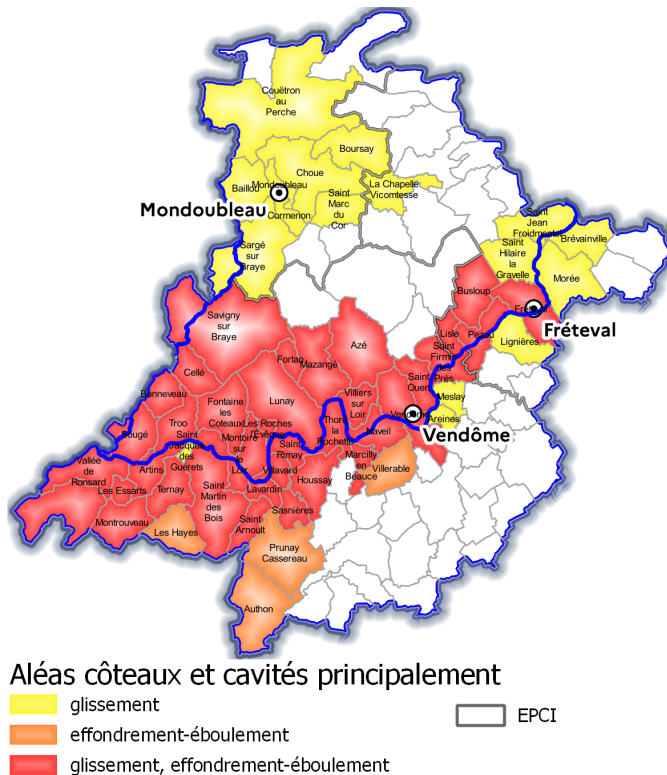 Couëtron
au
Perche
Boursay
Choue
Baillou
Mondoubleau
La Chapelle
Vicomtesse
Saint
Marc
du
Cor
Mondoubleau
Cormenon
Saint
Jean
Froidmentel
Brévainville
Sargé
sur
Braye
Saint
Hilaire
la
Gravelle
Morée
Busloup
Fréteval
Savigny
sur
Braye
Fréteval
Lislé
Pezou
Lignières
Azé
Saint
Firmin
des
Prés
Fortan
Mazangé
Cellé
Saint
Ouen
Bonneveau
Lunay
Villiers
sur
Loir
Meslay
Fontaine
les
Coteaux
Vendôme
Areines
Troo
Les Roches
l'Évêque
Thoré
la
Rochette
Naveil
Vendôme
Sougé
Saint
Jacques
des
Guérets
Montoire
sur
le
Loir
Saint
Rimay
Marcilly
en
Beauce
Villerable
Vallée
de
Ronsard
Artins
Villavard
Houssay
Les Essarts
Ternay
Saint
Martin
des
Bois
Lavardin
Sasnières
Montrouveau
Les Hayes
Saint
Arnoult
Prunay
Cassereau
Authon
Aléas côteaux et cavités principalement
glissement
EPCI
effondrement-éboulement
glissement, effondrement-éboulement